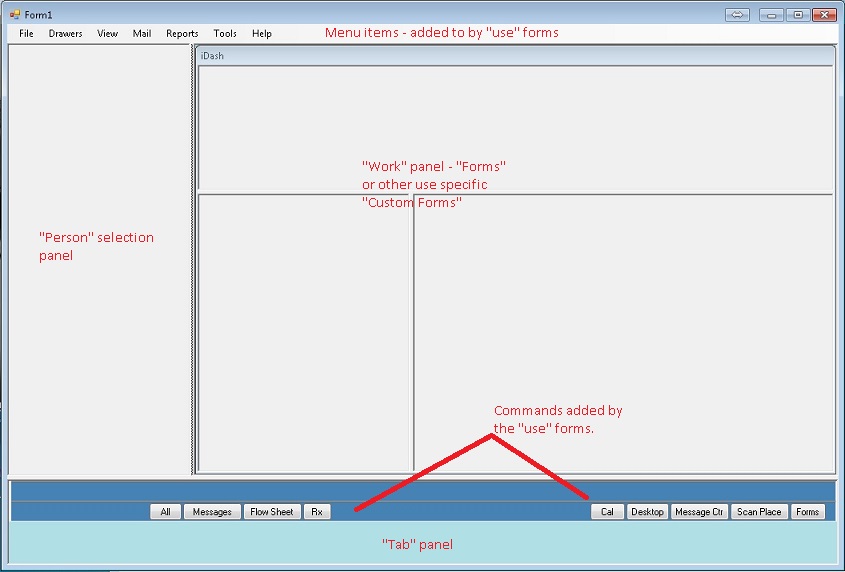 Form1
File Drawers View Mail Reports Tools Help
Menu items - added to by "use" forms
iDash
"Work" panel - "Forms"
or other use specific
"Custom Forms"
"Person" selection
panel
Commands added by
the "use" forms.
All Messages Flow Sheet Rx Cal Desktop Message Ctr Scan Place Forms
"Tab" panel